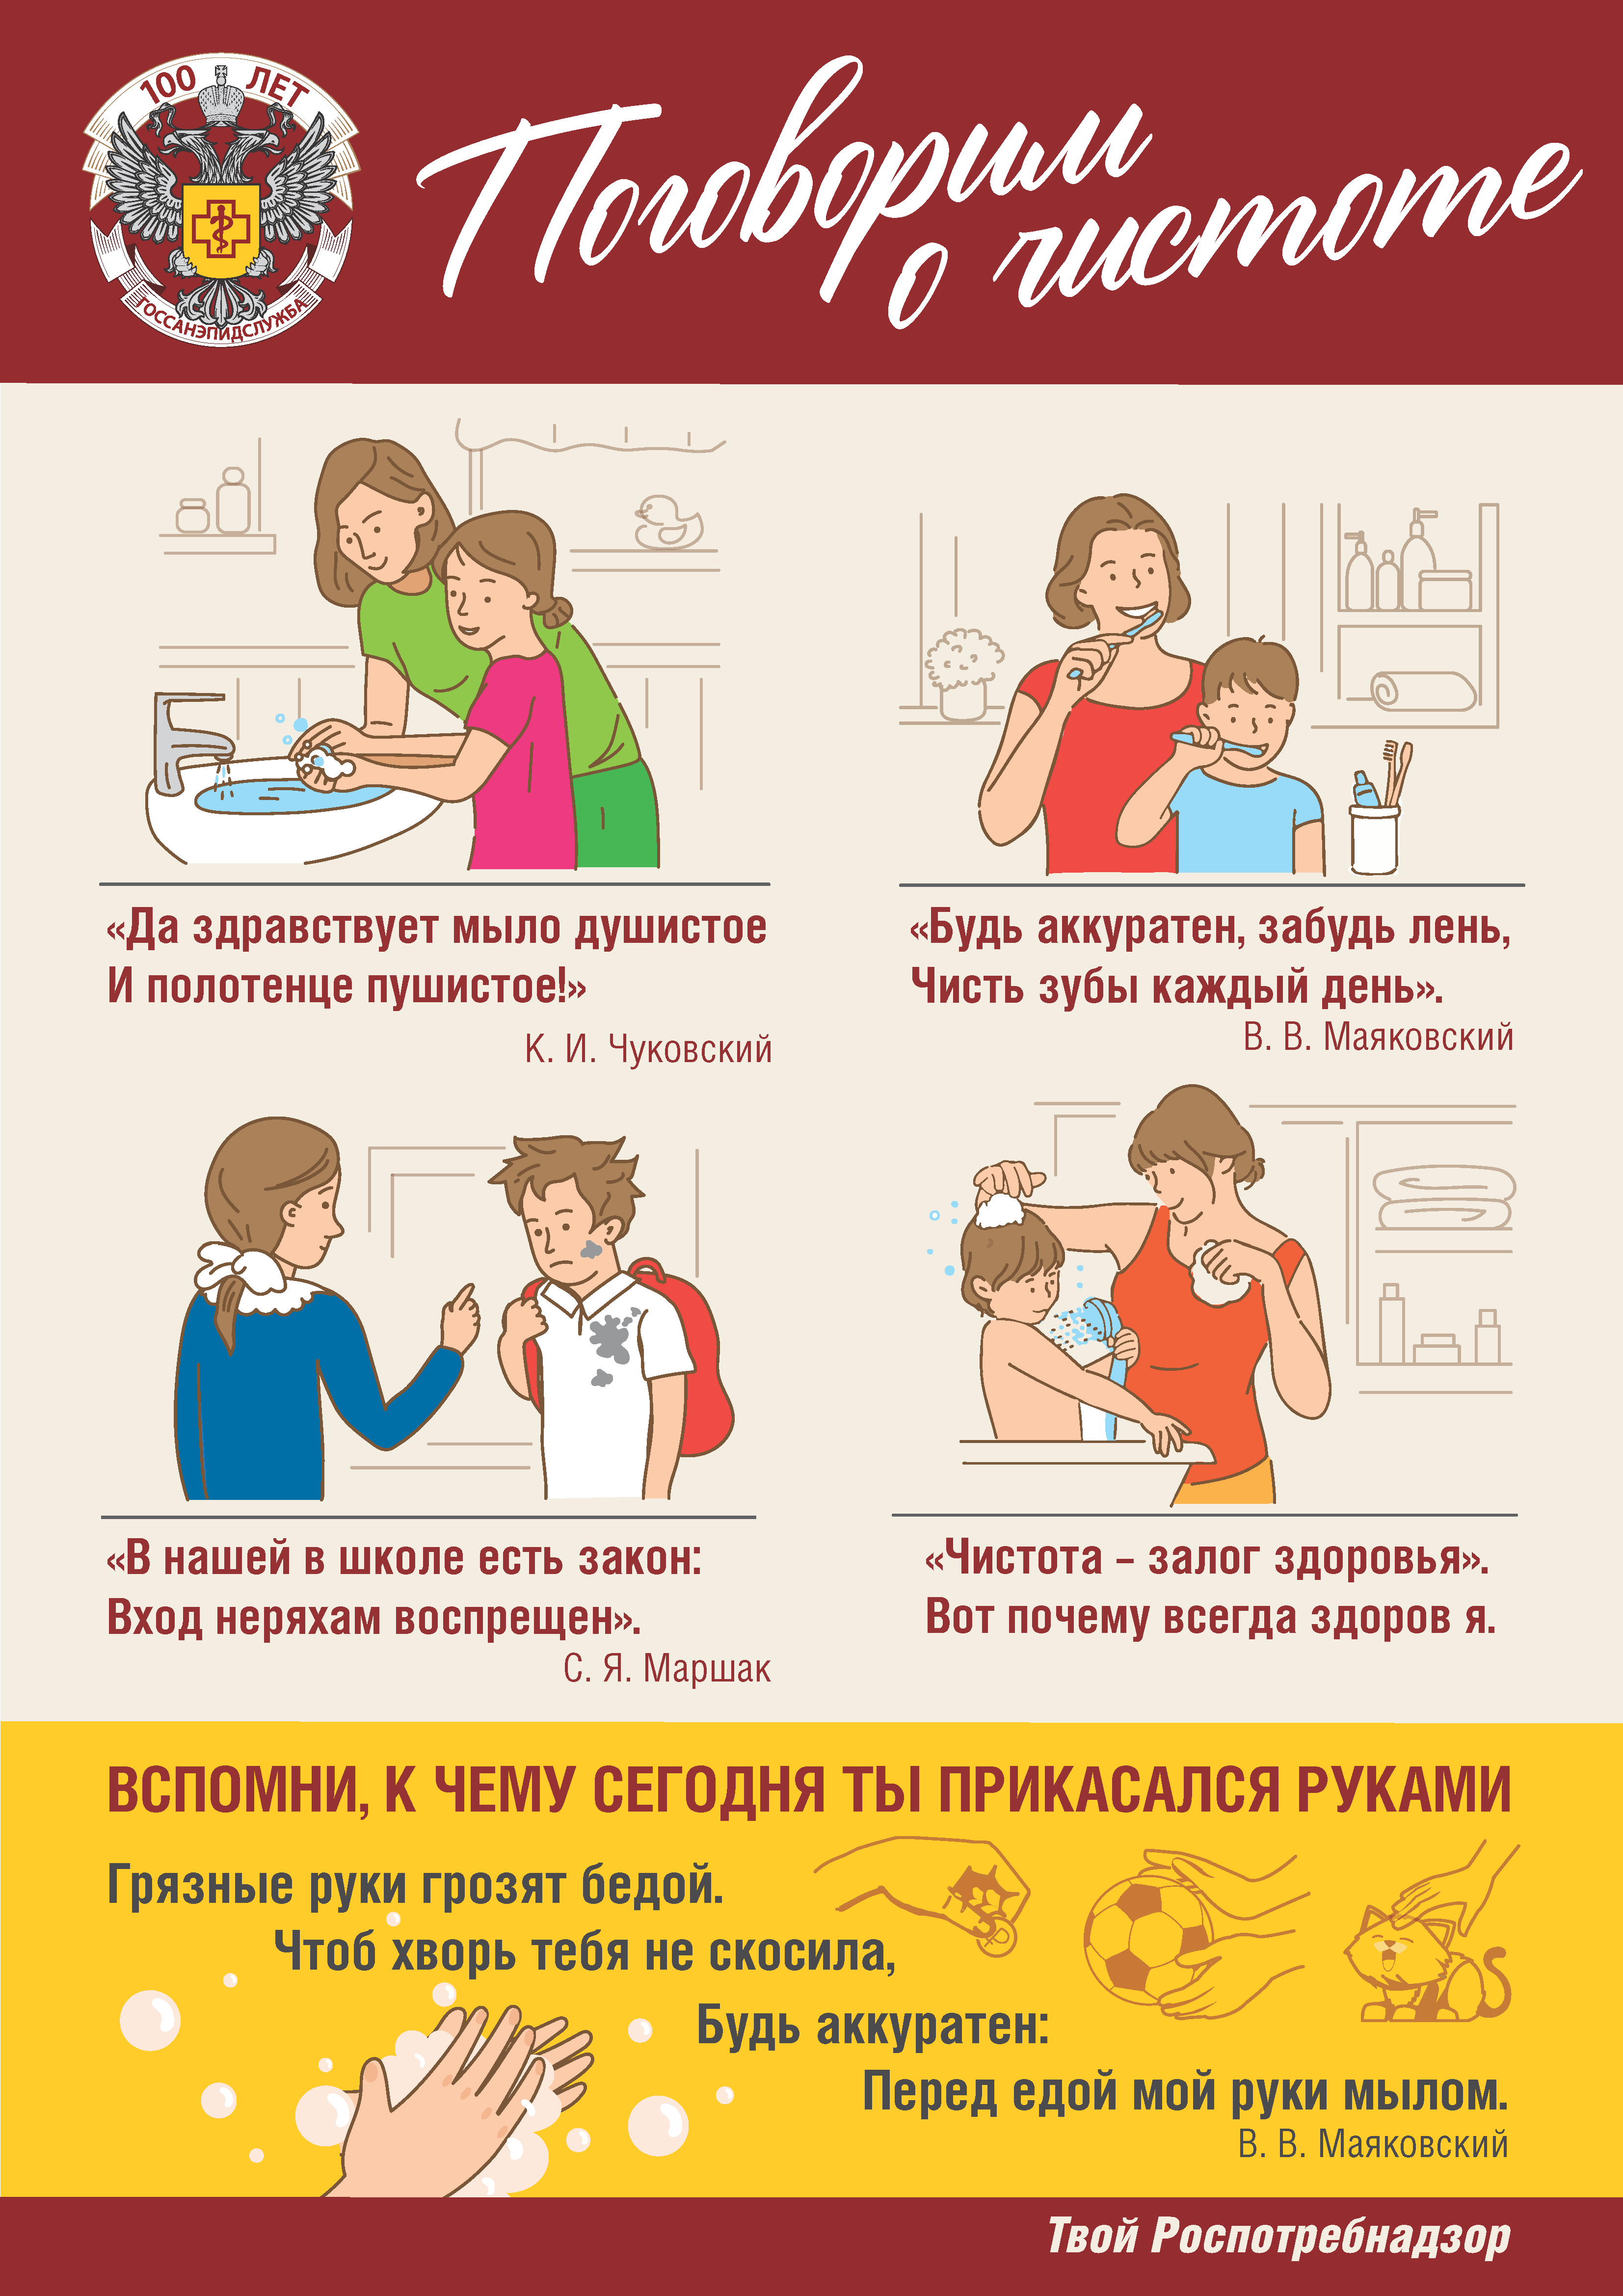 100 ЛЕТ
ГОССАНЭПИДСЛУЖБА
Поговорим
о чистоте
«Да здравствует мыло душистое
И полотенце пушистое!»
К. И. Чуковский
«Будь аккуратен, забудь лень,
Чисть зубы каждый день».
В. В. Маяковский
«В нашей в школе есть закон:
Вход неряхам воспрещен».
С. Я. Маршак
«Чистота – залог здоровья».
Вот почему всегда здоров я.
ВСПОМНИ, К ЧЕМУ СЕГОДНЯ ТЫ ПРИКАСАЛСЯ РУКАМИ
Грязные руки грозят бедой.
Чтоб хворь тебя не скосила,
Будь аккуратен:
Перед едой мой руки мылом.
В. В. Маяковский
Твой Роспотребнадзор